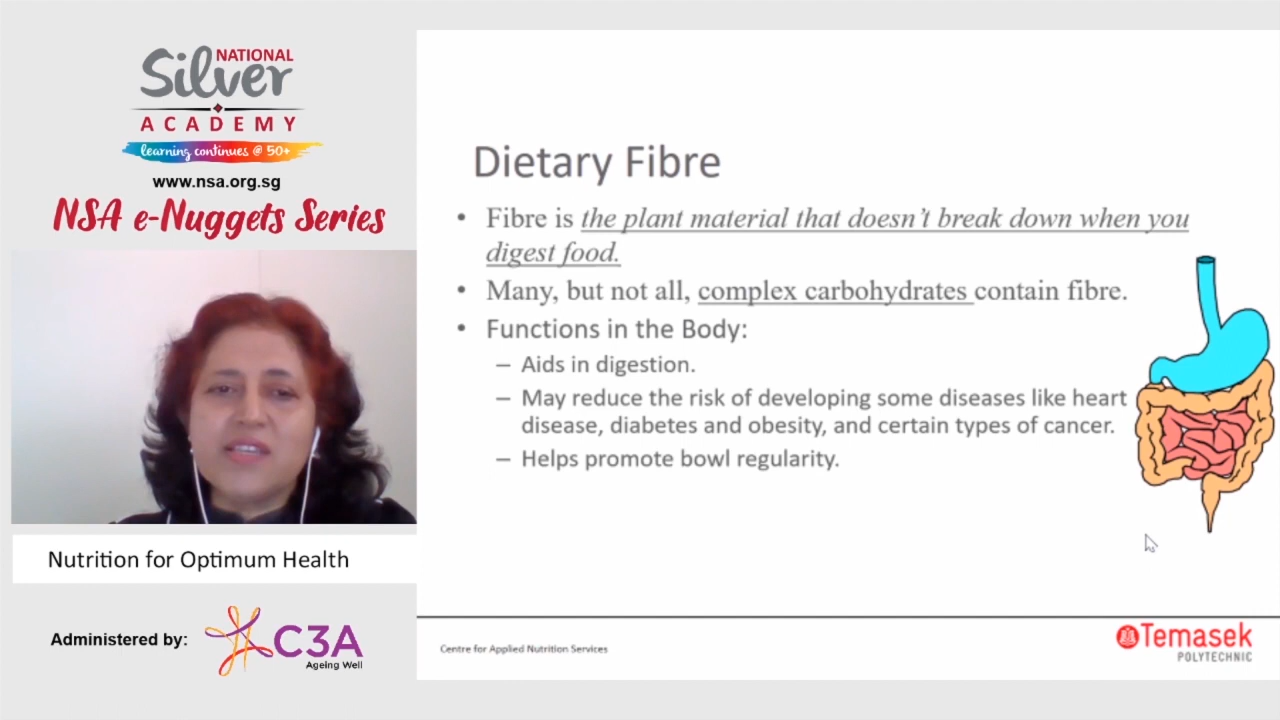 NATIONAL
Silver
ACADEMY
learning continues @ 50+
www.nsa.org.sg
NSA e-Nuggets Series
Nutrition for Optimum Health
Administered by:
C3A
Ageing Well
Dietary Fibre
• Fibre is the plant material that doesn't break down when you
digest food.
• Many, but not all, complex carbohydrates contain fibre.
• Functions in the Body:
– Aids in digestion.
– May reduce the risk of developing some diseases like heart
disease, diabetes and obesity, and certain types of cancer.
– Helps promote bowl regularity.
Centre for Applied Nutrition Services
Temasek
POLYTECHNIC